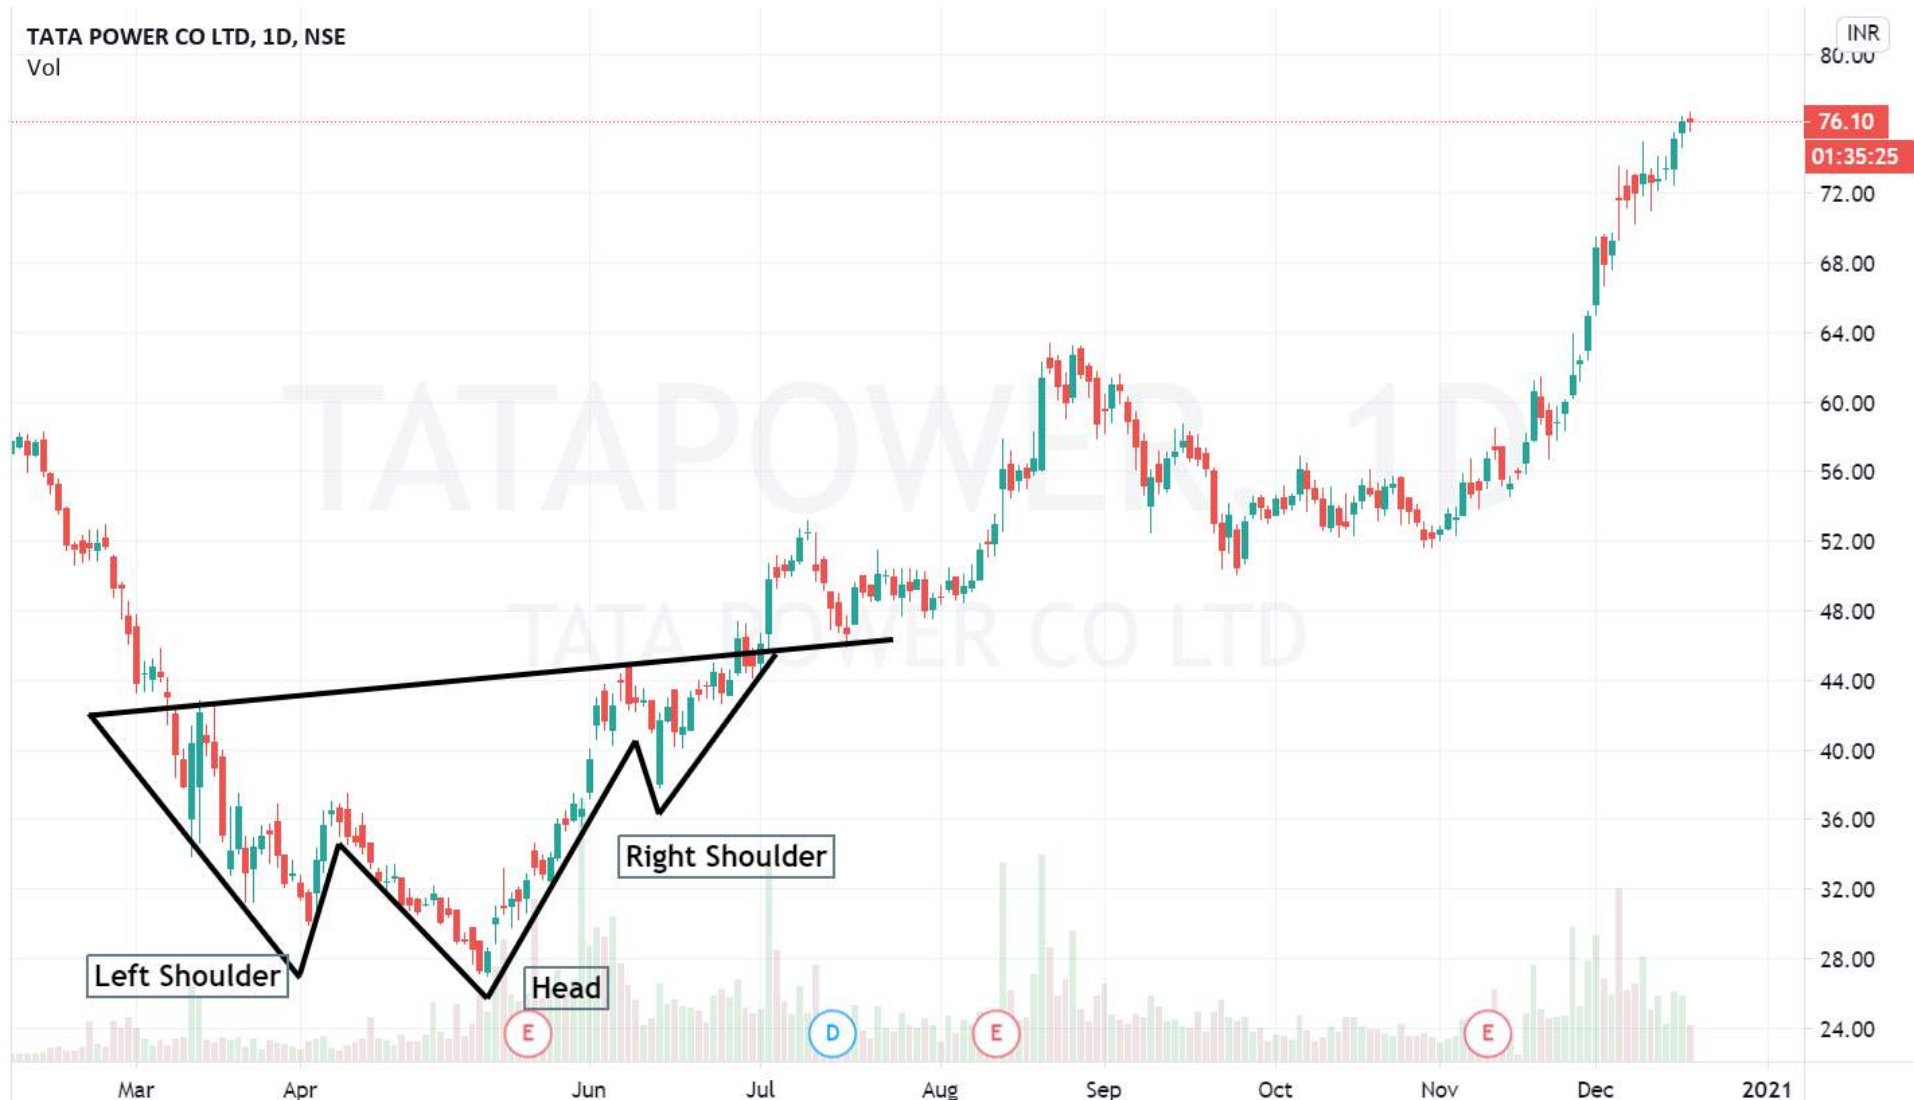 TATA POWER CO LTD, 1D, NSE
Vol
INR
80.00
76.10
01:35:25
72.00
68.00
64.00
60.00
56.00
52.00
48.00
44.00
40.00
36.00
32.00
28.00
24.00
TATAPOWER, 1D
TATA POWER CO LTD
Right Shoulder
Left Shoulder
Head
E D E E
Mar Apr Jun Jul Aug Sep Oct Nov Dec 2021